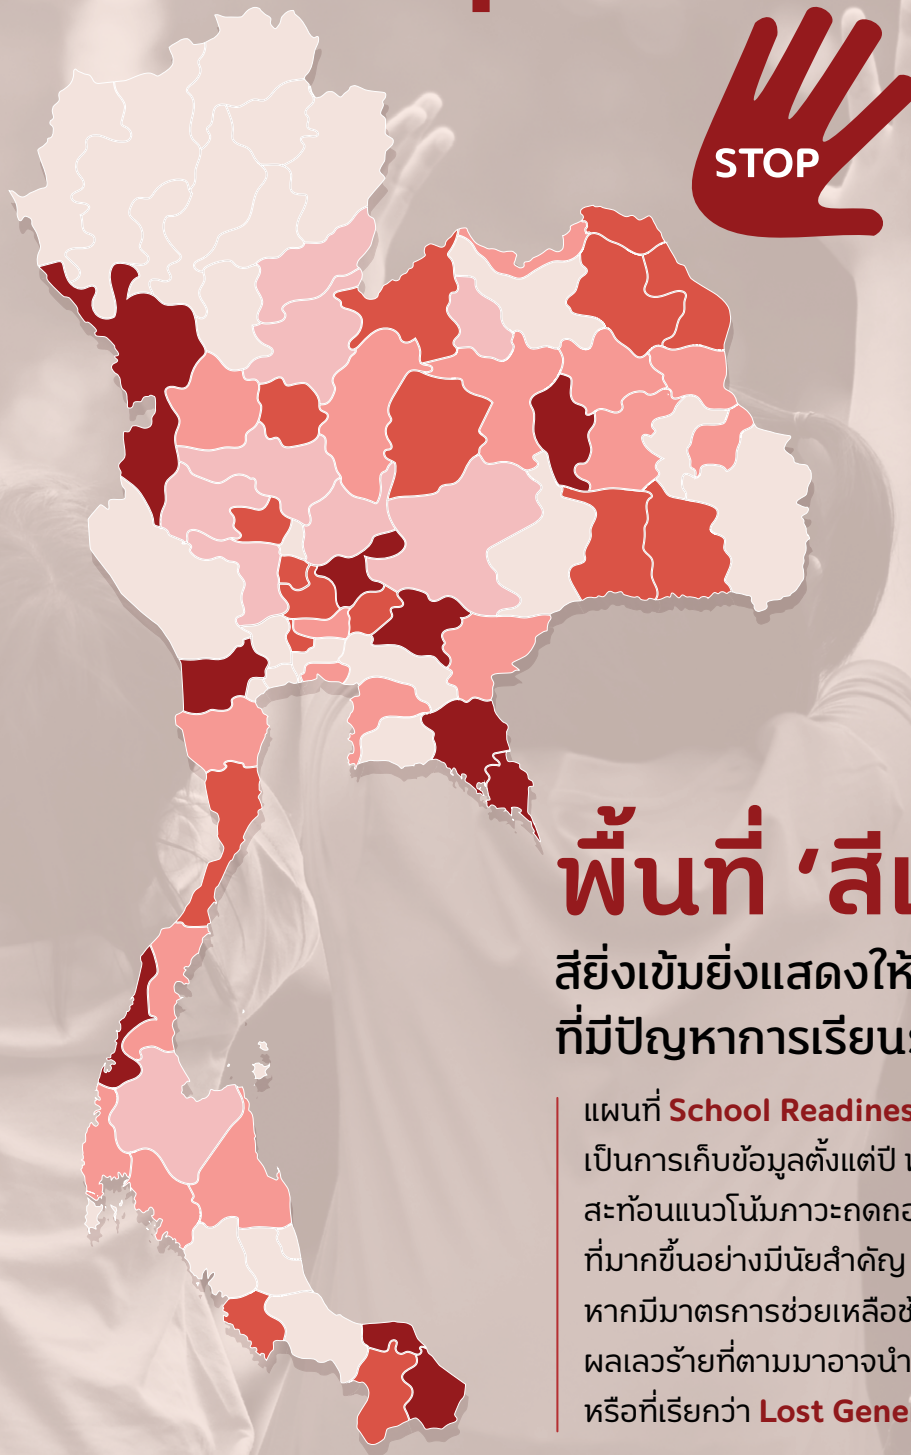 STOP
พื้นที่ ‘สี
สียิ่งเข้มยิ่งแสดงให้
ที่มีปัญหาการเรียน
แผนที่ School Readines
เป็นการเก็บข้อมูลตั้งแต่ปี
สะท้อนแนวโน้มภาวะถดถอ
ที่มากขึ้นอย่างมีนัยสำคัญ
หากมีมาตรการช่วยเหลือช้
ผลเลวร้ายที่ตามมาอาจนำ
หรือที่เรียกว่า Lost Gene